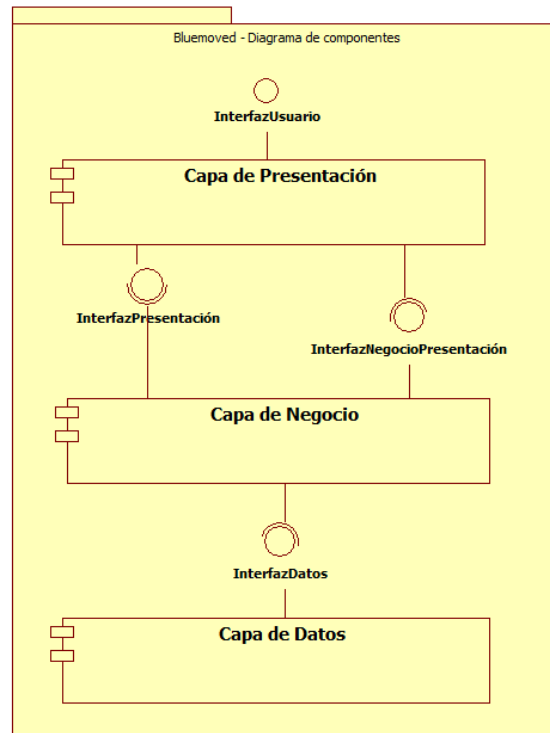 Bluemoved - Diagrama de componentes
InterfazUsuario
Capa de Presentación
InterfazPresentación
InterfazNegocioPresentación
Capa de Negocio
InterfazDatos
Capa de Datos